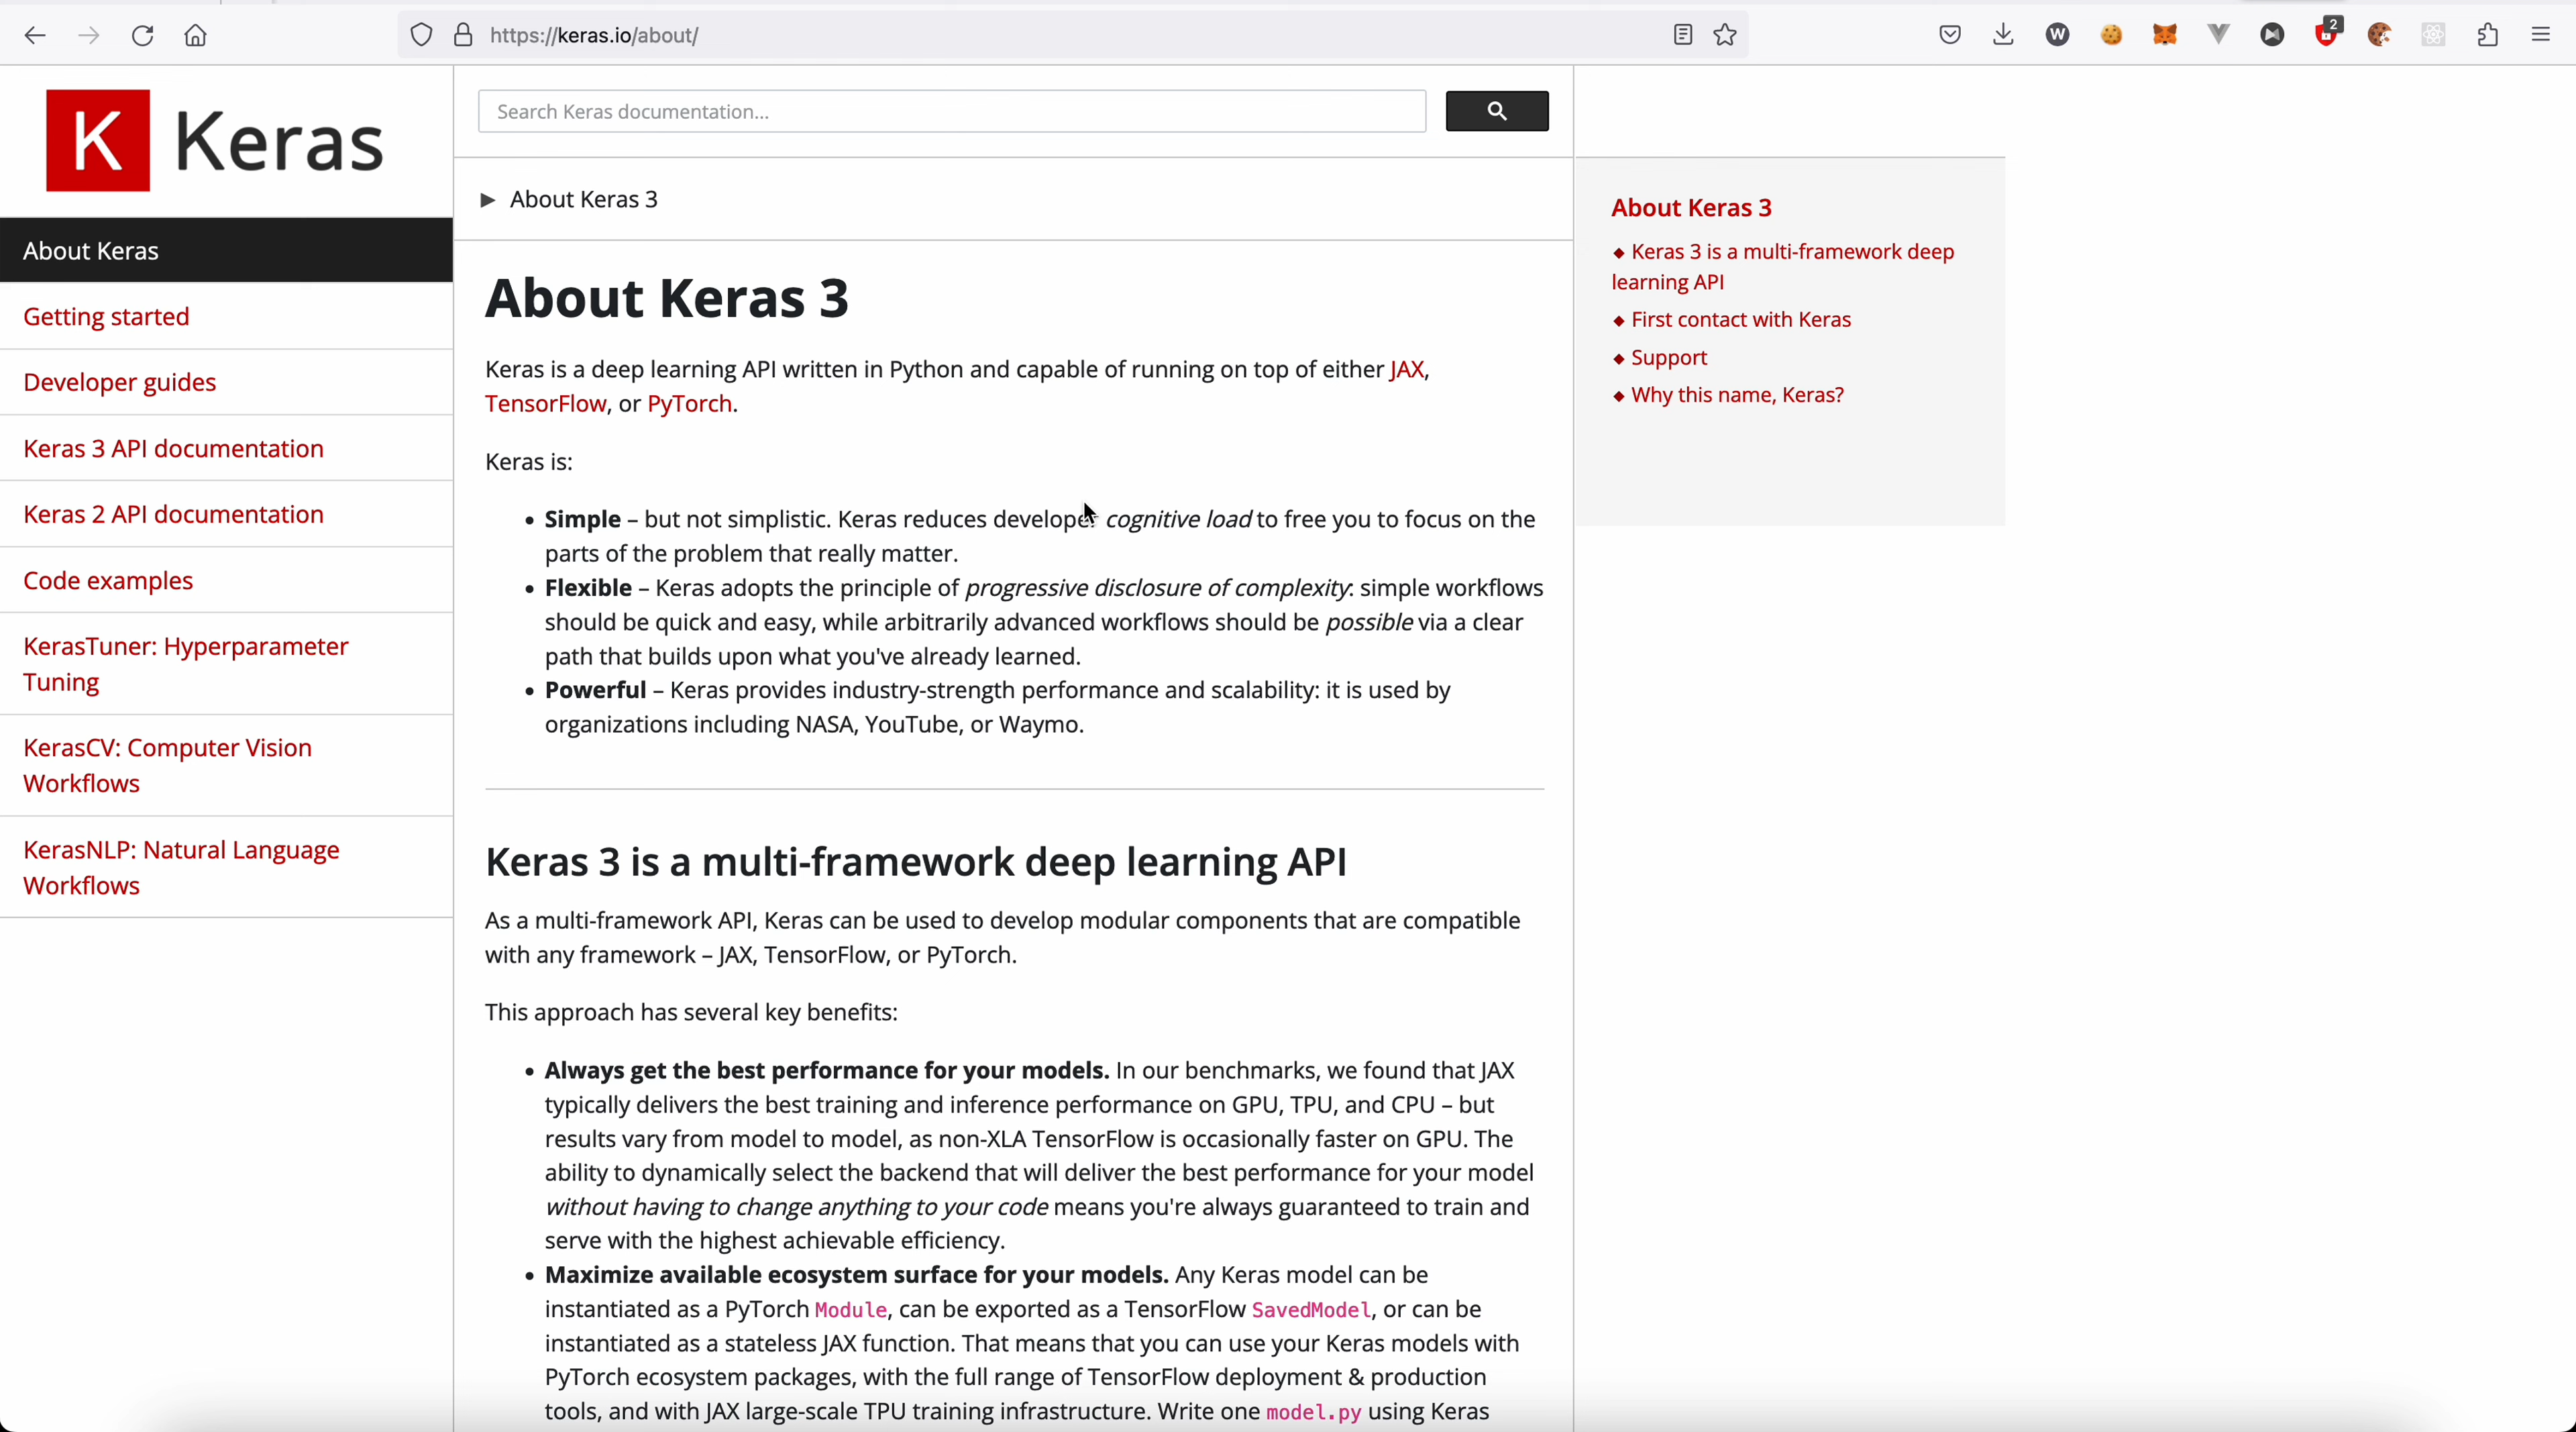 https://keras.io/about/
W
2
K Keras
Search Keras documentation...
About Keras
Getting started
Developer guides
Keras 3 API documentation
Keras 2 API documentation
Code examples
KerasTuner: Hyperparameter
Tuning
KerasCV: Computer Vision
Workflows
KerasNLP: Natural Language
Workflows
► About Keras 3
About Keras 3
Keras is a deep learning API written in Python and capable of running on top of either JAX,
TensorFlow, or PyTorch.
Keras is:
• Simple – but not simplistic. Keras reduces developer cognitive load to free you to focus on the
parts of the problem that really matter.
• Flexible – Keras adopts the principle of progressive disclosure of complexity: simple workflows
should be quick and easy, while arbitrarily advanced workflows should be possible via a clear
path that builds upon what you've already learned.
• Powerful – Keras provides industry-strength performance and scalability: it is used by
organizations including NASA, YouTube, or Waymo.
Keras 3 is a multi-framework deep learning API
As a multi-framework API, Keras can be used to develop modular components that are compatible
with any framework – JAX, TensorFlow, or PyTorch.
This approach has several key benefits:
• Always get the best performance for your models. In our benchmarks, we found that JAX
typically delivers the best training and inference performance on GPU, TPU, and CPU – but
results vary from model to model, as non-XLA TensorFlow is occasionally faster on GPU. The
ability to dynamically select the backend that will deliver the best performance for your model
without having to change anything to your code means you're always guaranteed to train and
serve with the highest achievable efficiency.
• Maximize available ecosystem surface for your models. Any Keras model can be
instantiated as a PyTorch Module, can be exported as a TensorFlow SavedModel, or can be
instantiated as a stateless JAX function. That means that you can use your Keras models with
PyTorch ecosystem packages, with the full range of TensorFlow deployment & production
tools, and with JAX large-scale TPU training infrastructure. Write one model.py using Keras
About Keras 3
◆ Keras 3 is a multi-framework deep
learning API
◆ First contact with Keras
◆ Support
◆ Why this name, Keras?